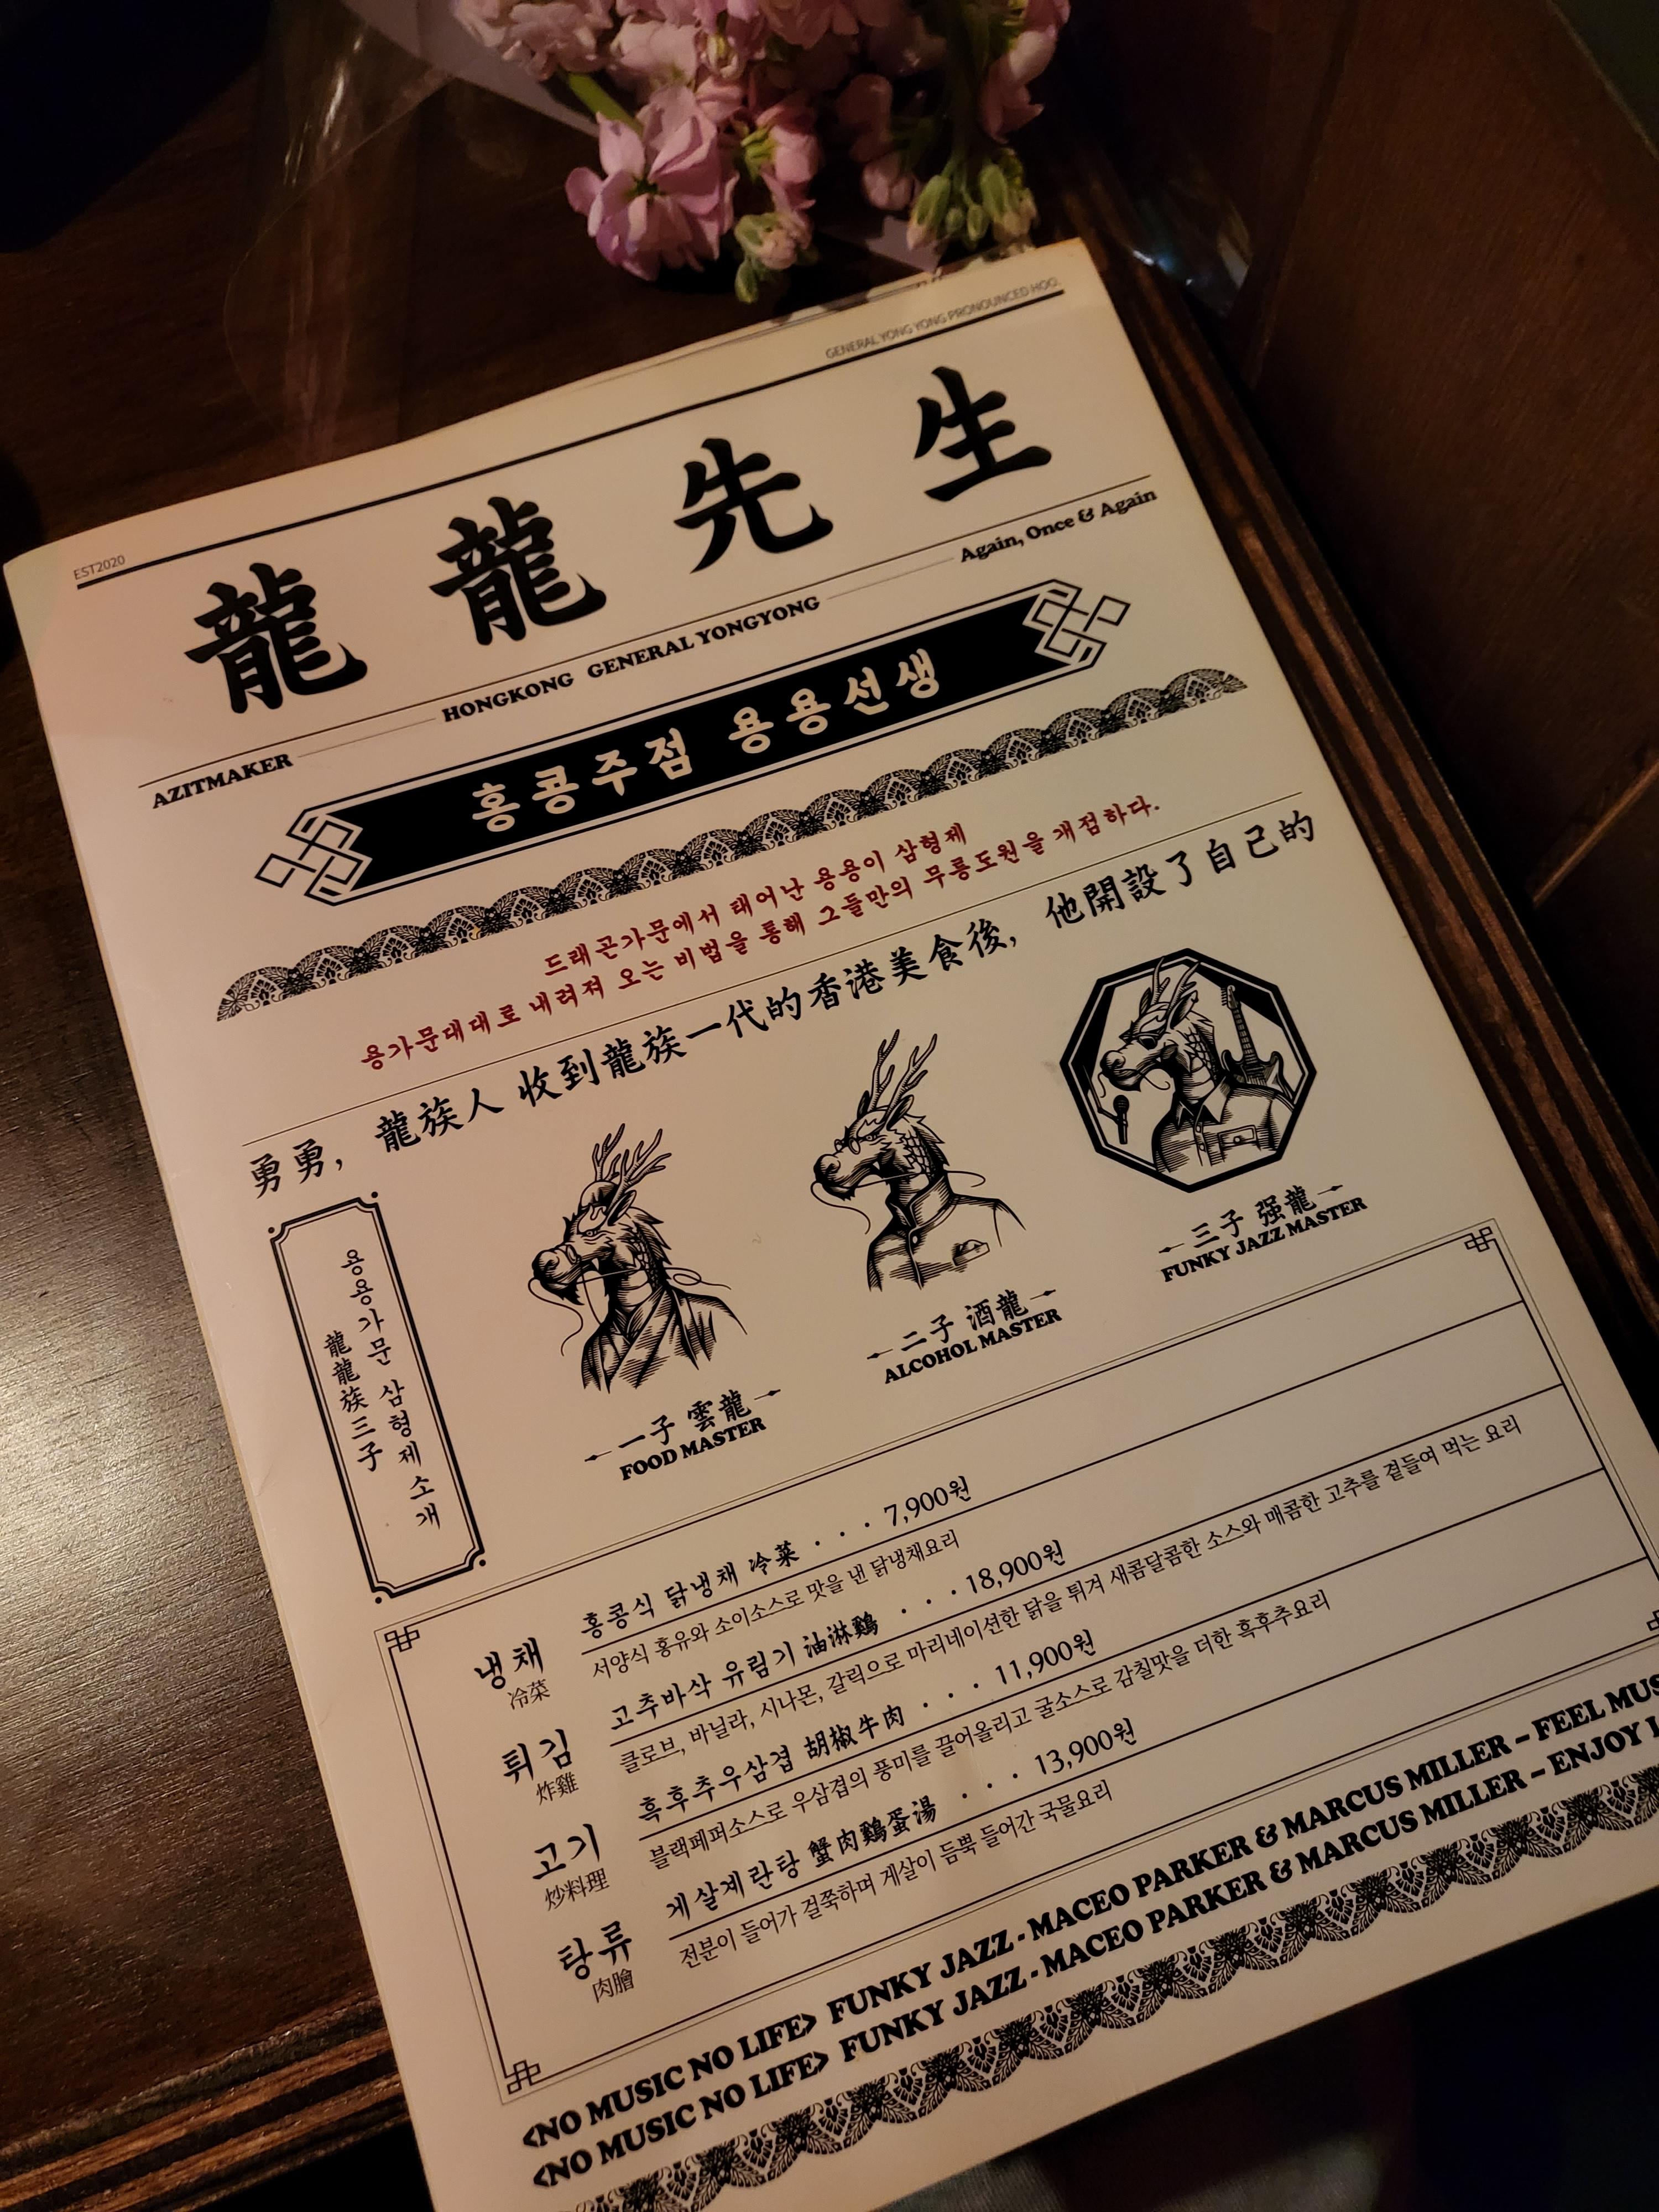 EST2020
GENERAL YONG YONG PRONOUNCED HOO.
龍龍先生
AZITMAKER
HONGKONG GENERAL YONGYONG
Again, Once & Again
홍콩주점 용용선생
드래곤가문에서 태어난 용용이 삼형제
용가문대대로 내려져 오는 비법을 통해 그들만의 무릉도원을 개점하다.
勇勇, 龍族人 收到龍族一代的香港美食後, 他開設了自己的
용용가문 삼형제 소개
龍龍族三子
一子 雲龍
FOOD MASTER
二子 酒龍
ALCOHOL MASTER
三子 强龍
FUNKY JAZZ MASTER
냉채
冷菜
홍콩식 닭냉채 冷菜 . . . 7,900원
서양식 홍유와 소이소스로 맛을 낸 닭냉채요리
튀김
炸雞
고추바삭 유림기 油淋鷄 . . . 18,900원
클로브, 바닐라, 시나몬, 갈릭으로 마리네이션한 닭을 튀겨 새콤달콤한 소스와 매콤한 고추를 곁들여 먹는 요리
고기
炒料理
흑후추우삼겹 胡椒牛肉 . . . 11,900원
블랙페퍼소스로 우삼겹의 풍미를 끌어올리고 굴소스로 감칠맛을 더한 흑후추요리
탕류
肉膾
게살계란탕 蟹肉鷄蛋湯 . . . 13,900원
전분이 들어가 걸쭉하며 게살이 듬뿍 들어간 국물요리
<NO MUSIC NO LIFE> FUNKY JAZZ - MACEO PARKER & MARCUS MILLER – FEEL MUS
<NO MUSIC NO LIFE> FUNKY JAZZ - MACEO PARKER & MARCUS MILLER – ENJOY